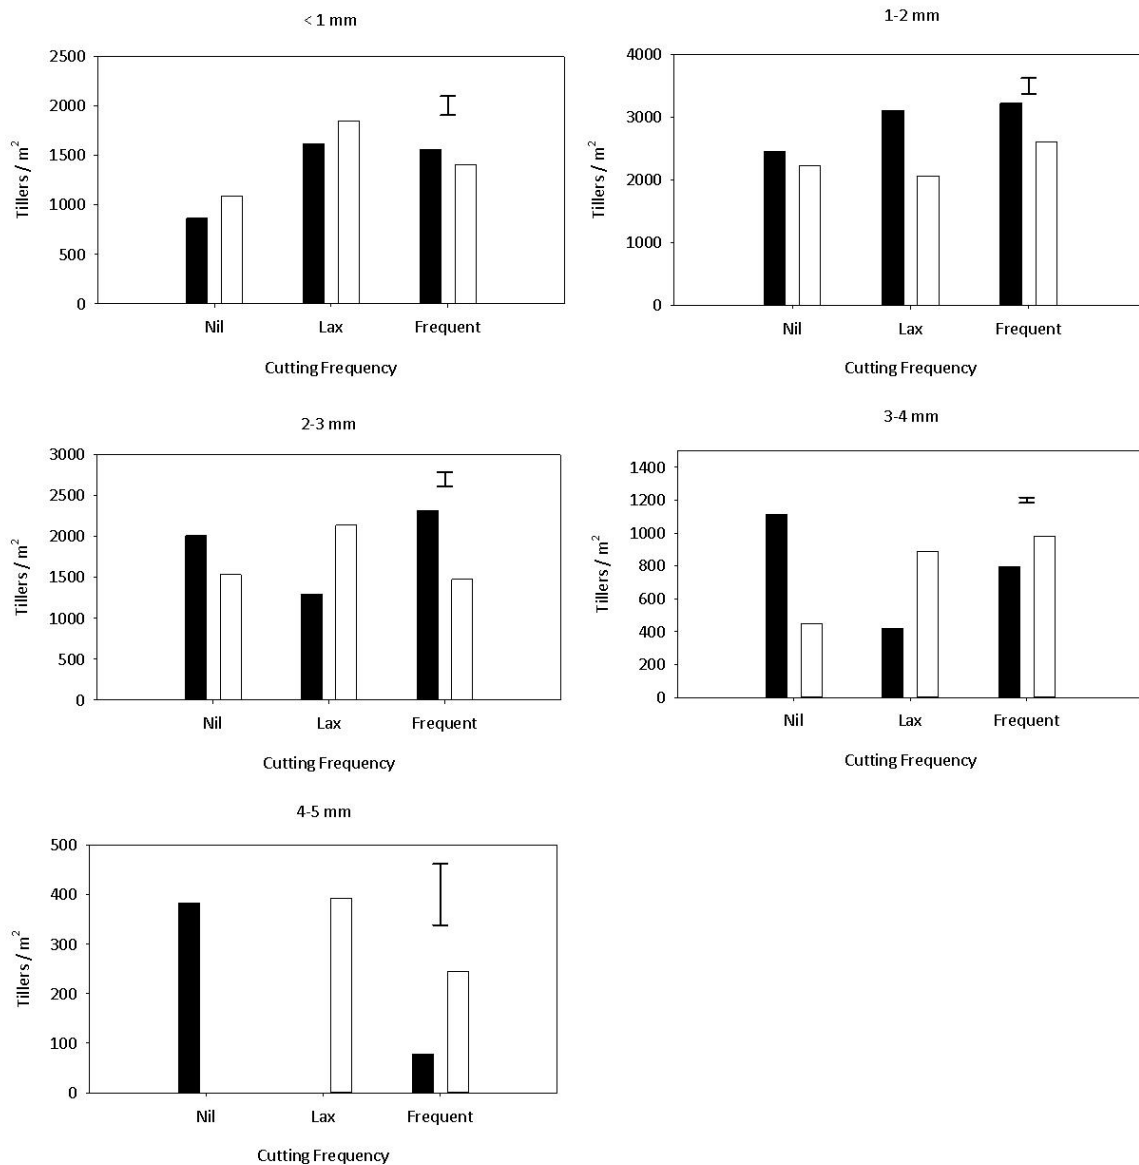 < 1 mm
2500
2000
1500
1000
500
0
Tillers / m²
Nil Lax Frequent
Cutting Frequency
1-2 mm
4000
3000
2000
1000
0
Tillers / m²
Nil Lax Frequent
Cutting Frequency
2-3 mm
3000
2500
2000
1500
1000
500
0
Tillers / m²
Nil Lax Frequent
Cutting Frequency
3-4 mm
1400
1200
1000
800
600
400
200
0
Tillers / m²
Nil Lax Frequent
Cutting Frequency
4-5 mm
500
400
300
200
100
0
Tillers / m²
Nil Lax Frequent
Cutting Frequency